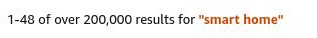 1-48 of over 200,000 results for "smart home"